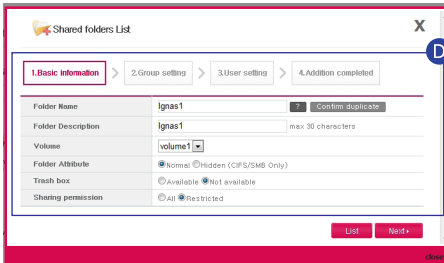 Shared folders List
X
D
1.Basic information > 2.Group setting > 3.User setting > 4.Addition completed
Folder Name Ignas1 ? Confirm duplicate
Folder Description Ignas1 max 30 characters
Volume volume1
Folder Attribute Normal Hidden (CIFS/SMB Only)
Trash box Available Not available
Sharing permission All Restricted
List Next
close